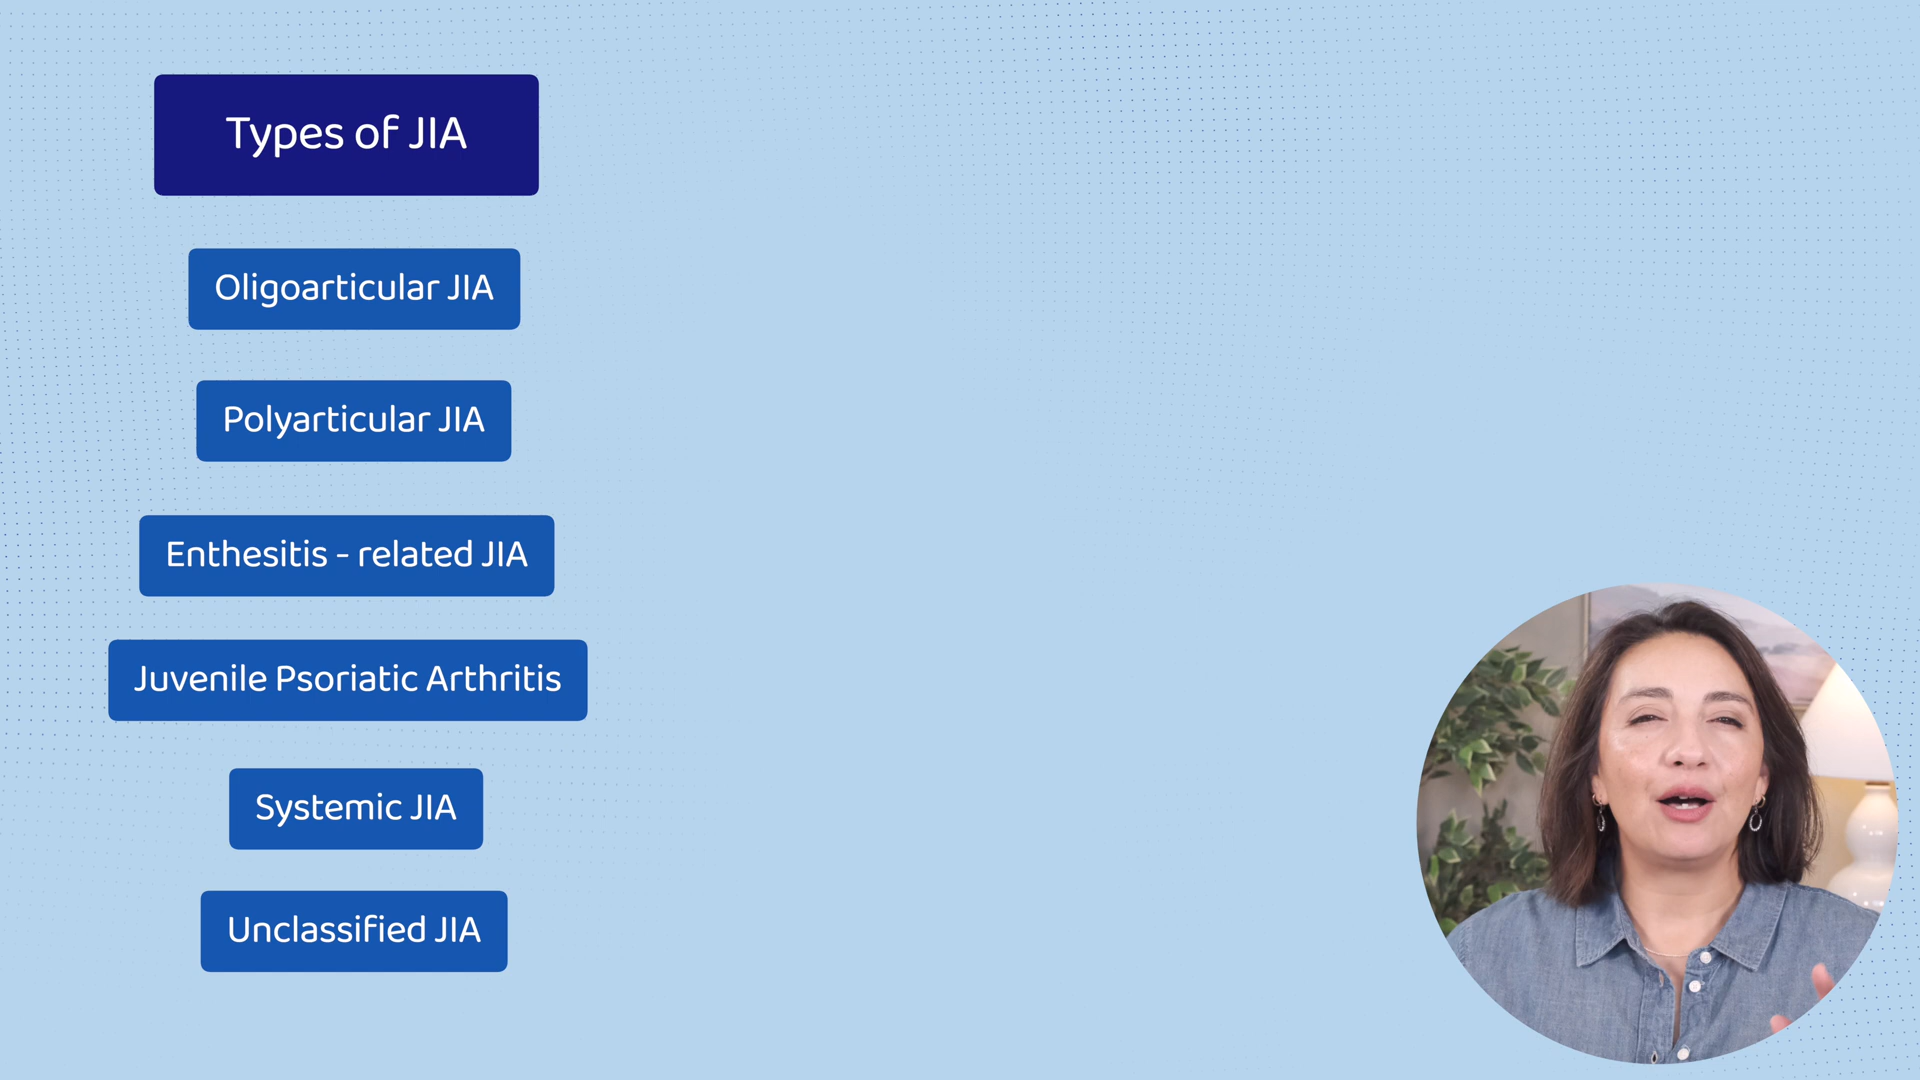 Types of JIA
Oligoarticular JIA
Polyarticular JIA
Enthesitis - related JIA
Juvenile Psoriatic Arthritis
Systemic JIA
Unclassified JIA